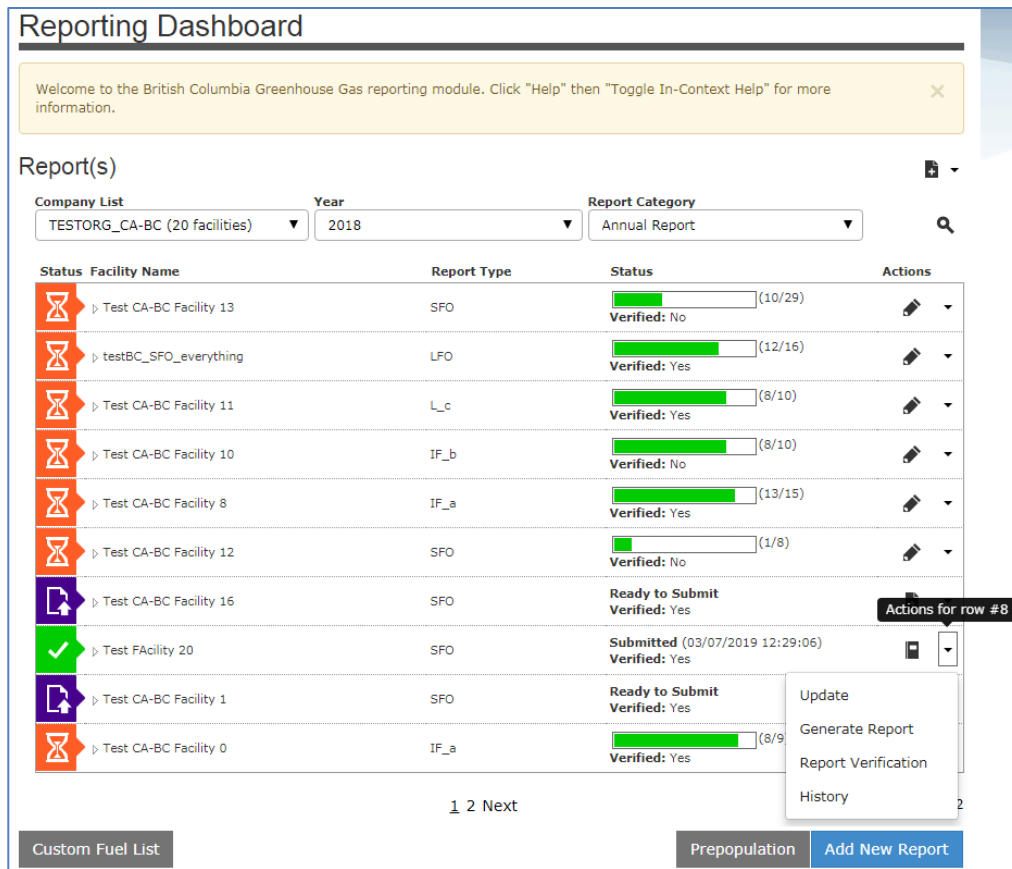 Reporting Dashboard
Welcome to the British Columbia Greenhouse Gas reporting module. Click "Help" then "Toggle In-Context Help" for more
information.
×
Report(s)
Company List Year Report Category
TESTORG_CA-BC (20 facilities) 2018 Annual Report
Status Facility Name Report Type Status Actions
Test CA-BC Facility 13 SFO (10/29)
Verified: No
testBC_SFO_everything LFO (12/16)
Verified: Yes
Test CA-BC Facility 11 L_c (8/10)
Verified: Yes
Test CA-BC Facility 10 IF_b (8/10)
Verified: No
Test CA-BC Facility 8 IF_a (13/15)
Verified: Yes
Test CA-BC Facility 12 SFO (1/8)
Verified: No
Test CA-BC Facility 16 SFO Ready to Submit
Verified: Yes
Actions for row #8
Test FAcility 20 SFO Submitted (03/07/2019 12:29:06)
Verified: Yes
Test CA-BC Facility 1 SFO Ready to Submit
Verified: Yes
Test CA-BC Facility 0 IF_a (8/9
Verified: Yes
Update
Generate Report
Report Verification
History
1 2 Next 2
Custom Fuel List Prepopulation Add New Report